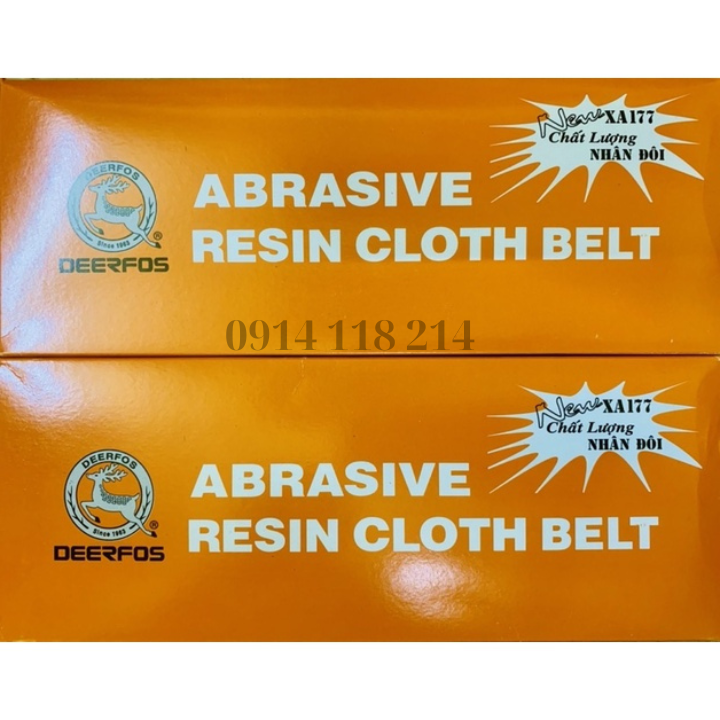 New XA177
Chất Lượng
NHÂN ĐÔI
DEERFOS
Since 1963
®
DEERFOS
ABRASIVE
RESIN CLOTH BELT
0914 118 214
New XA177
Chất Lượng
NHÂN ĐÔI
DEERFOS
Since 1963
®
DEERFOS
ABRASIVE
RESIN CLOTH BELT